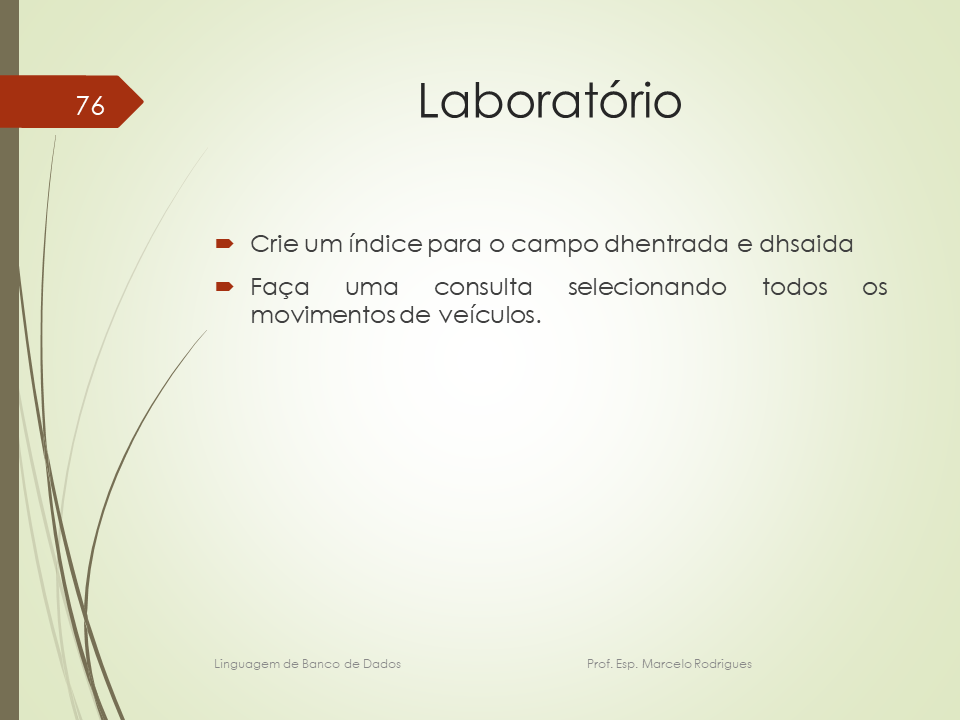 76
Laboratório
Crie um índice para o campo dhentrada e dhsaida
Faça uma consulta selecionando todos os
movimentos de veículos.
Linguagem de Banco de Dados Prof. Esp. Marcelo Rodrigues